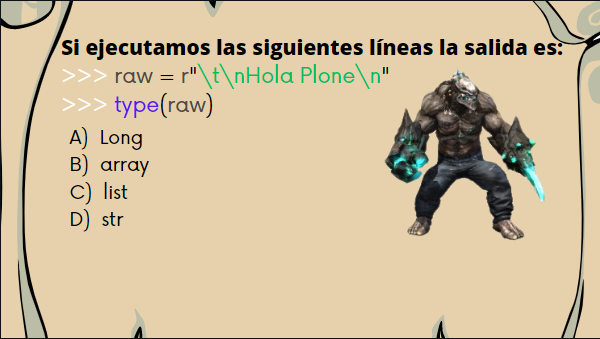 Si ejecutamos las siguientes líneas la salida es:
>>> raw = r"\t\nHola Plone\n"
>>> type(raw)
A) Long
B) array
C) list
D) str